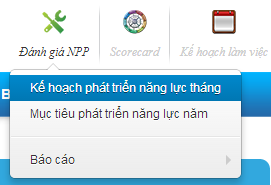 Đánh giá NPP
Scorecard
Kế hoạch làm việc
B
Kế hoạch phát triển năng lực tháng
Mục tiêu phát triển năng lực năm
Báo cáo